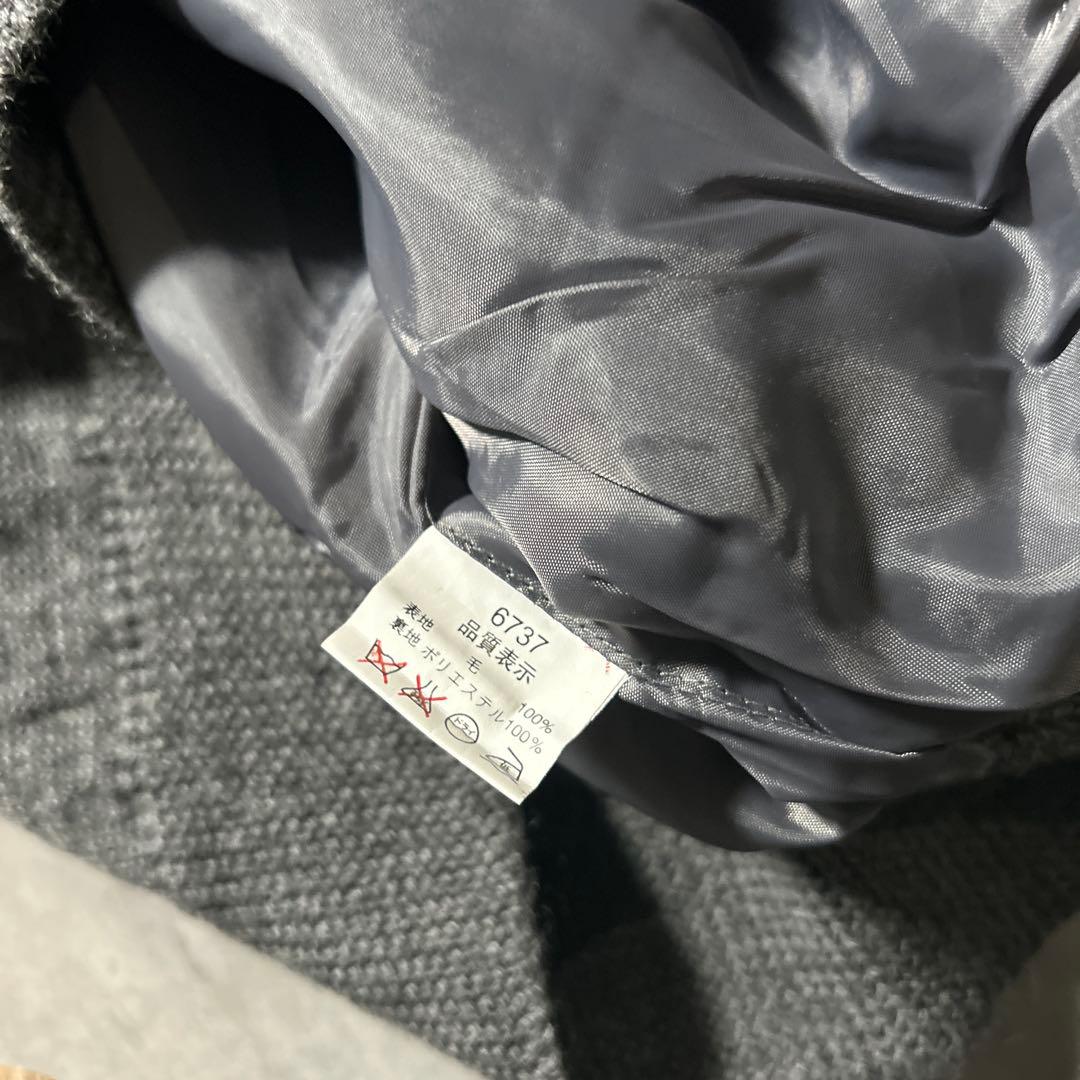 6737
品質表示
表地 毛 100%
裏地 ポリエステル100%
ドライ